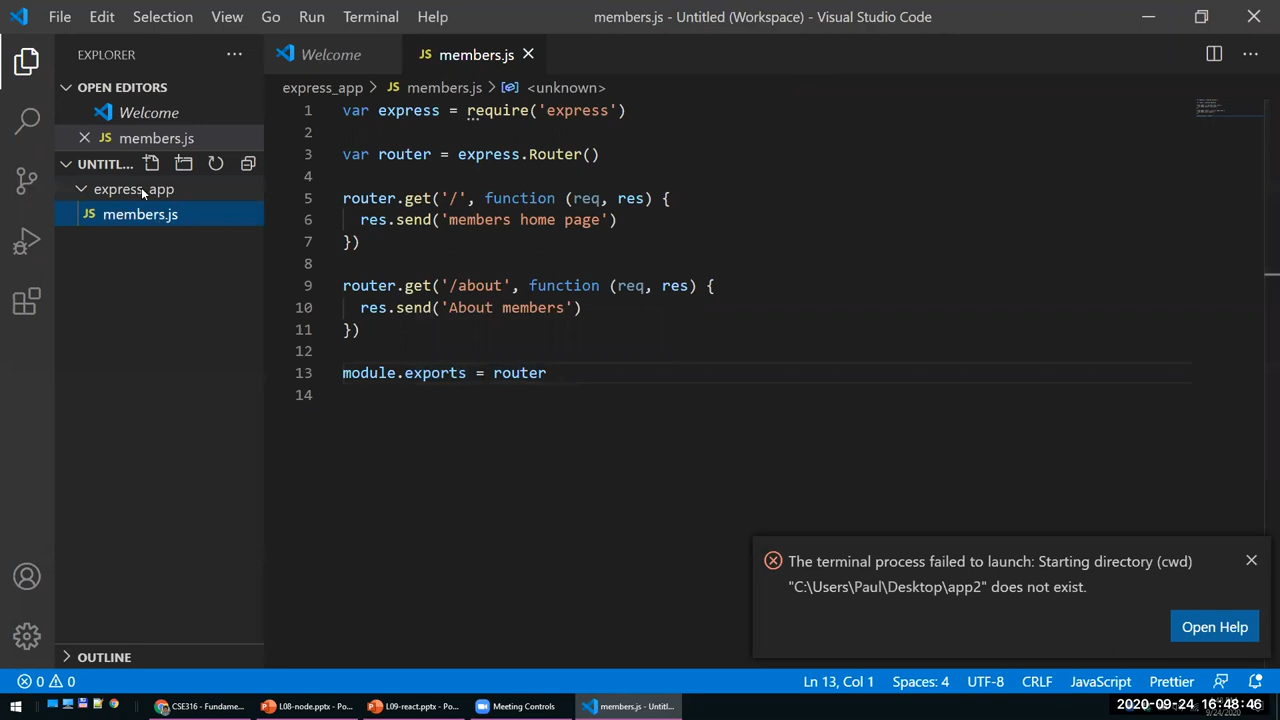 File Edit Selection View Go Run Terminal Help members.js - Untitled (Workspace) - Visual Studio Code
EXPLORER
OPEN EDITORS
Welcome
members.js
UNTITL...
express_app
members.js
Welcome members.js
express_app > JS members.js > <unknown>
1 var express = require('express')
2
3 var router = express.Router()
4
5 router.get('/', function (req, res) {
6 res.send('members home page')
7 })
8
9 router.get('/about', function (req, res) {
10 res.send('About members')
11 })
12
13 module.exports = router
14
The terminal process failed to launch: Starting directory (cwd)
"C:\Users\Paul\Desktop\app2" does not exist.
Open Help
OUTLINE
0 0 Ln 13, Col 1 Spaces: 4 UTF-8 CRLF JavaScript Prettier
CSE316 - Fundame... L08-node.pptx - Po... L09-react.pptx - Po... Meeting Controls members.js - Untitl... 2020-09-24 16:48:46